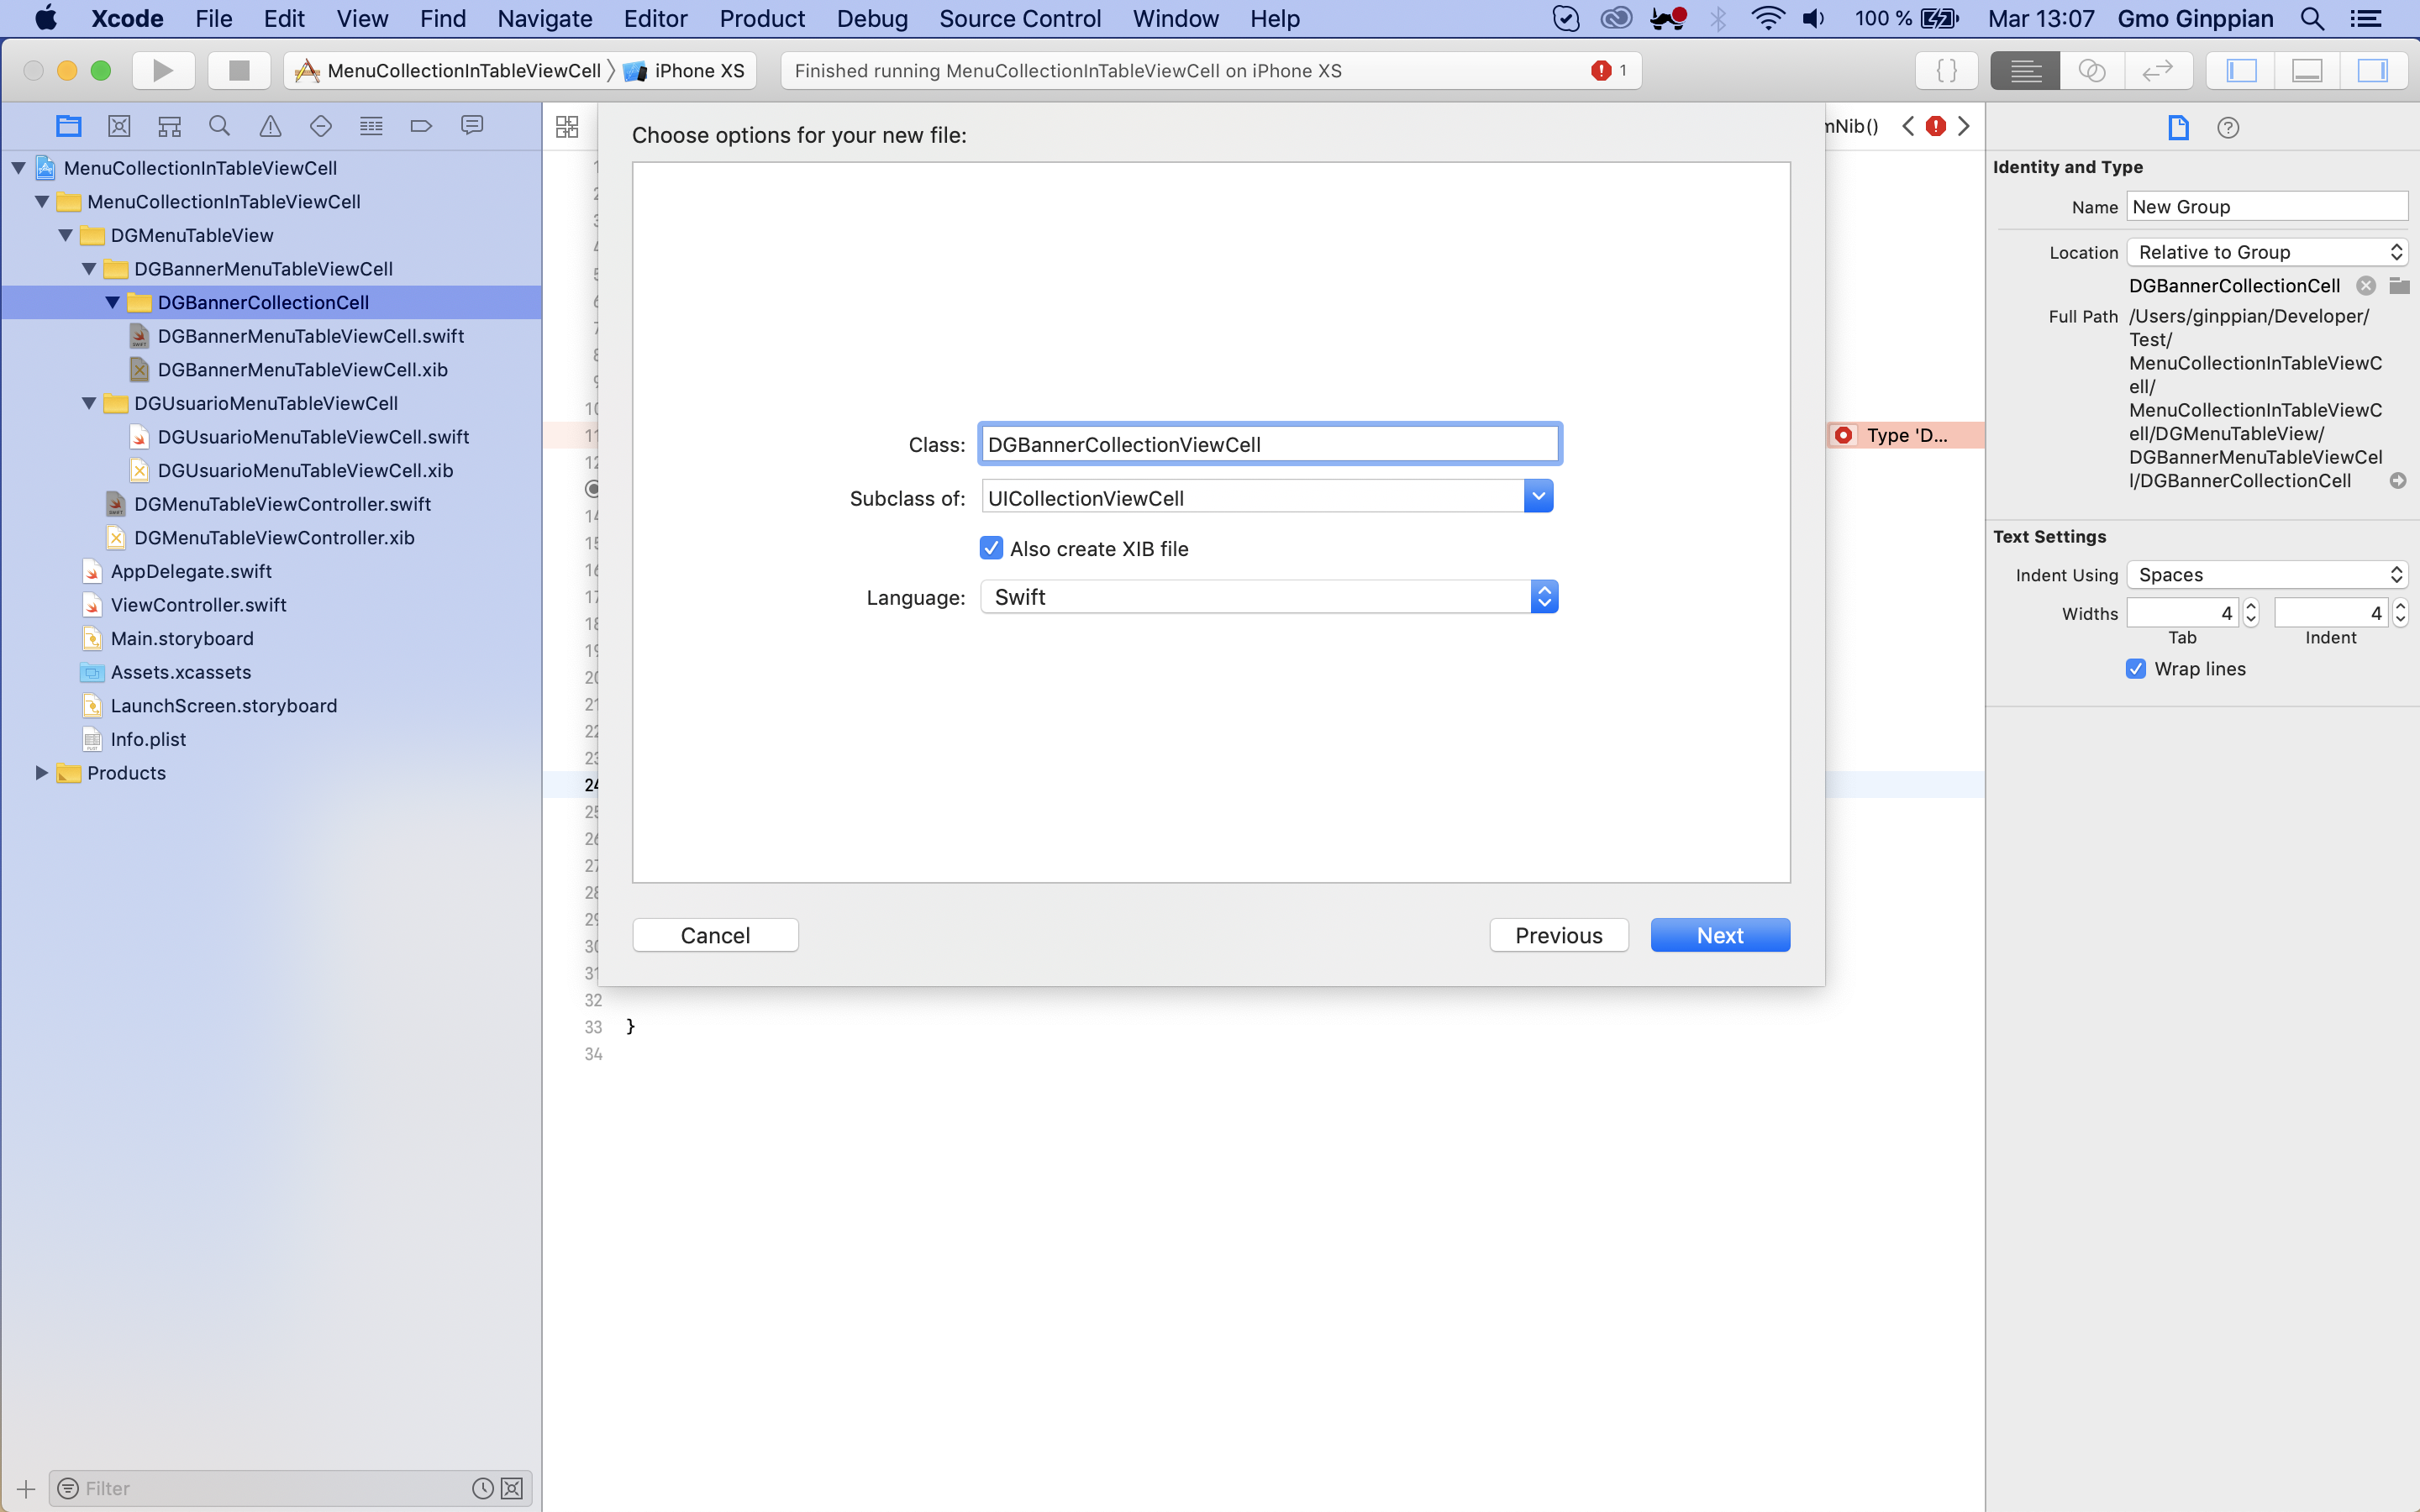 Xcode File Edit View Find Navigate Editor Product Debug Source Control Window Help 100 % Mar 13:07 Gmo Ginppian
MenuCollectionInTableViewCell iPhone XS Finished running MenuCollectionInTableViewCell on iPhone XS 1 { }
MenuCollectionInTableViewCell
MenuCollectionInTableViewCell
DGMenuTableView
DGBannerMenuTableViewCell
DGBannerCollectionCell
DGBannerMenuTableViewCell.swift
DGBannerMenuTableViewCell.xib
DGUsuarioMenuTableViewCell
DGUsuarioMenuTableViewCell.swift
DGUsuarioMenuTableViewCell.xib
DGMenuTableViewController.swift
DGMenuTableViewController.xib
AppDelegate.swift
ViewController.swift
Main.storyboard
Assets.xcassets
LaunchScreen.storyboard
Info.plist
Products
Filter
Choose options for your new file:
Class: DGBannerCollectionViewCell
Subclass of: UICollectionViewCell
Also create XIB file
Language: Swift
Cancel Previous Next
32
33 }
34
Nib()
Type 'D...
Identity and Type
Name New Group
Location Relative to Group
DGBannerCollectionCell
Full Path /Users/ginppian/Developer/
Test/
MenuCollectionInTableViewC
ell/
MenuCollectionInTableViewC
ell/DGMenuTableView/
DGBannerMenuTableViewCel
l/DGBannerCollectionCell
Text Settings
Indent Using Spaces
Widths 4 4
Tab Indent
Wrap lines